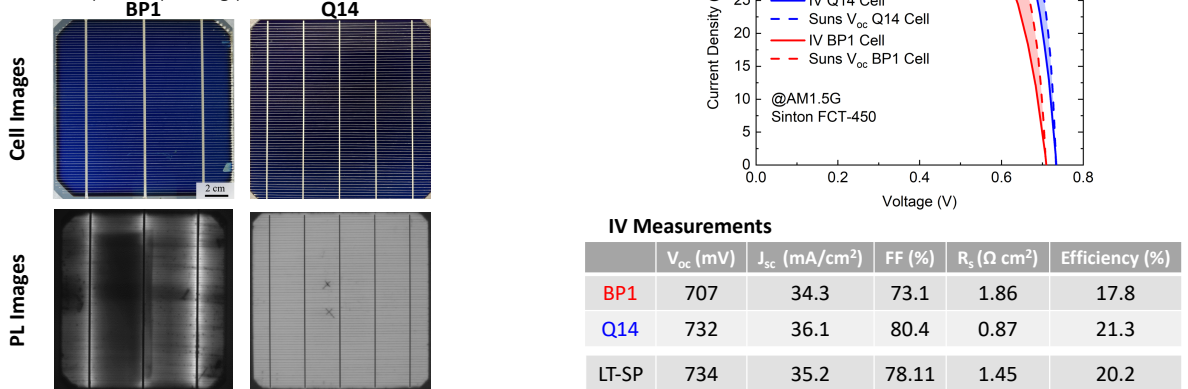 BP1 Q14
Cell Images
2 cm
PL Images
Current Density (
25
20
15
10
5
0
IV Q14 Cell
Suns Voc Q14 Cell
IV BP1 Cell
Suns Voc BP1 Cell
@AM1.5G
Sinton FCT-450
0.0 0.2 0.4 0.6 0.8
Voltage (V)
IV Measurements
Voc (mV) Jsc (mA/cm²) FF (%) Rs (Ω cm²) Efficiency (%)
BP1 707 34.3 73.1 1.86 17.8
Q14 732 36.1 80.4 0.87 21.3
LT-SP 734 35.2 78.11 1.45 20.2